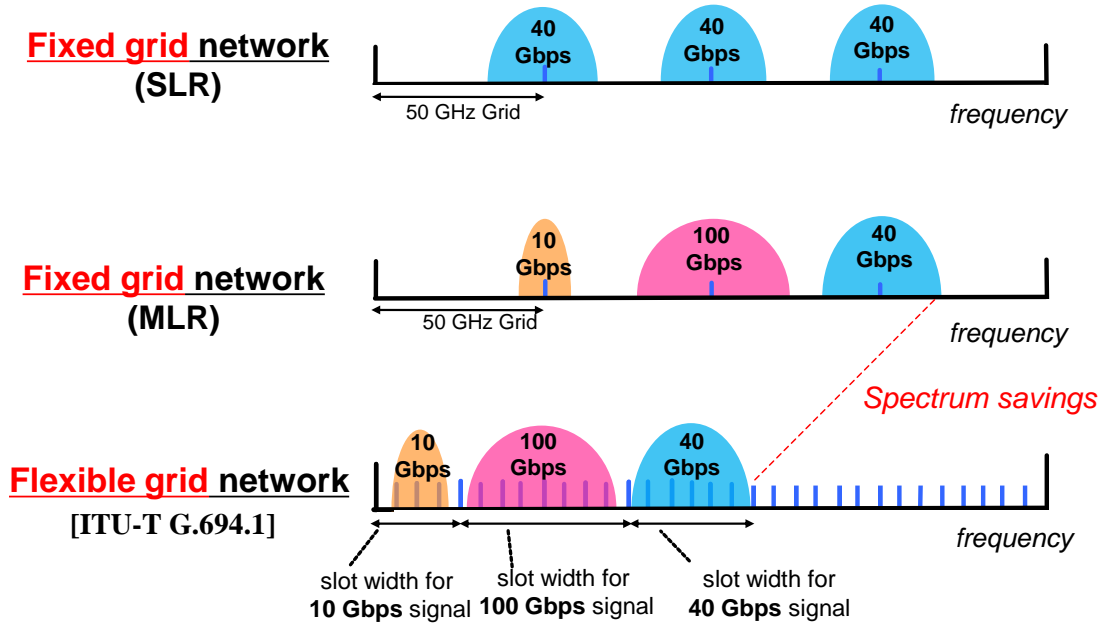 Fixed grid network
(SLR)
40
Gbps
40
Gbps
40
Gbps
50 GHz Grid
frequency
Fixed grid network
(MLR)
10
Gbps
100
Gbps
40
Gbps
50 GHz Grid
frequency
Spectrum savings
Flexible grid network
[ITU-T G.694.1]
10
Gbps
100
Gbps
40
Gbps
frequency
slot width for
10 Gbps signal
slot width for
100 Gbps signal
slot width for
40 Gbps signal